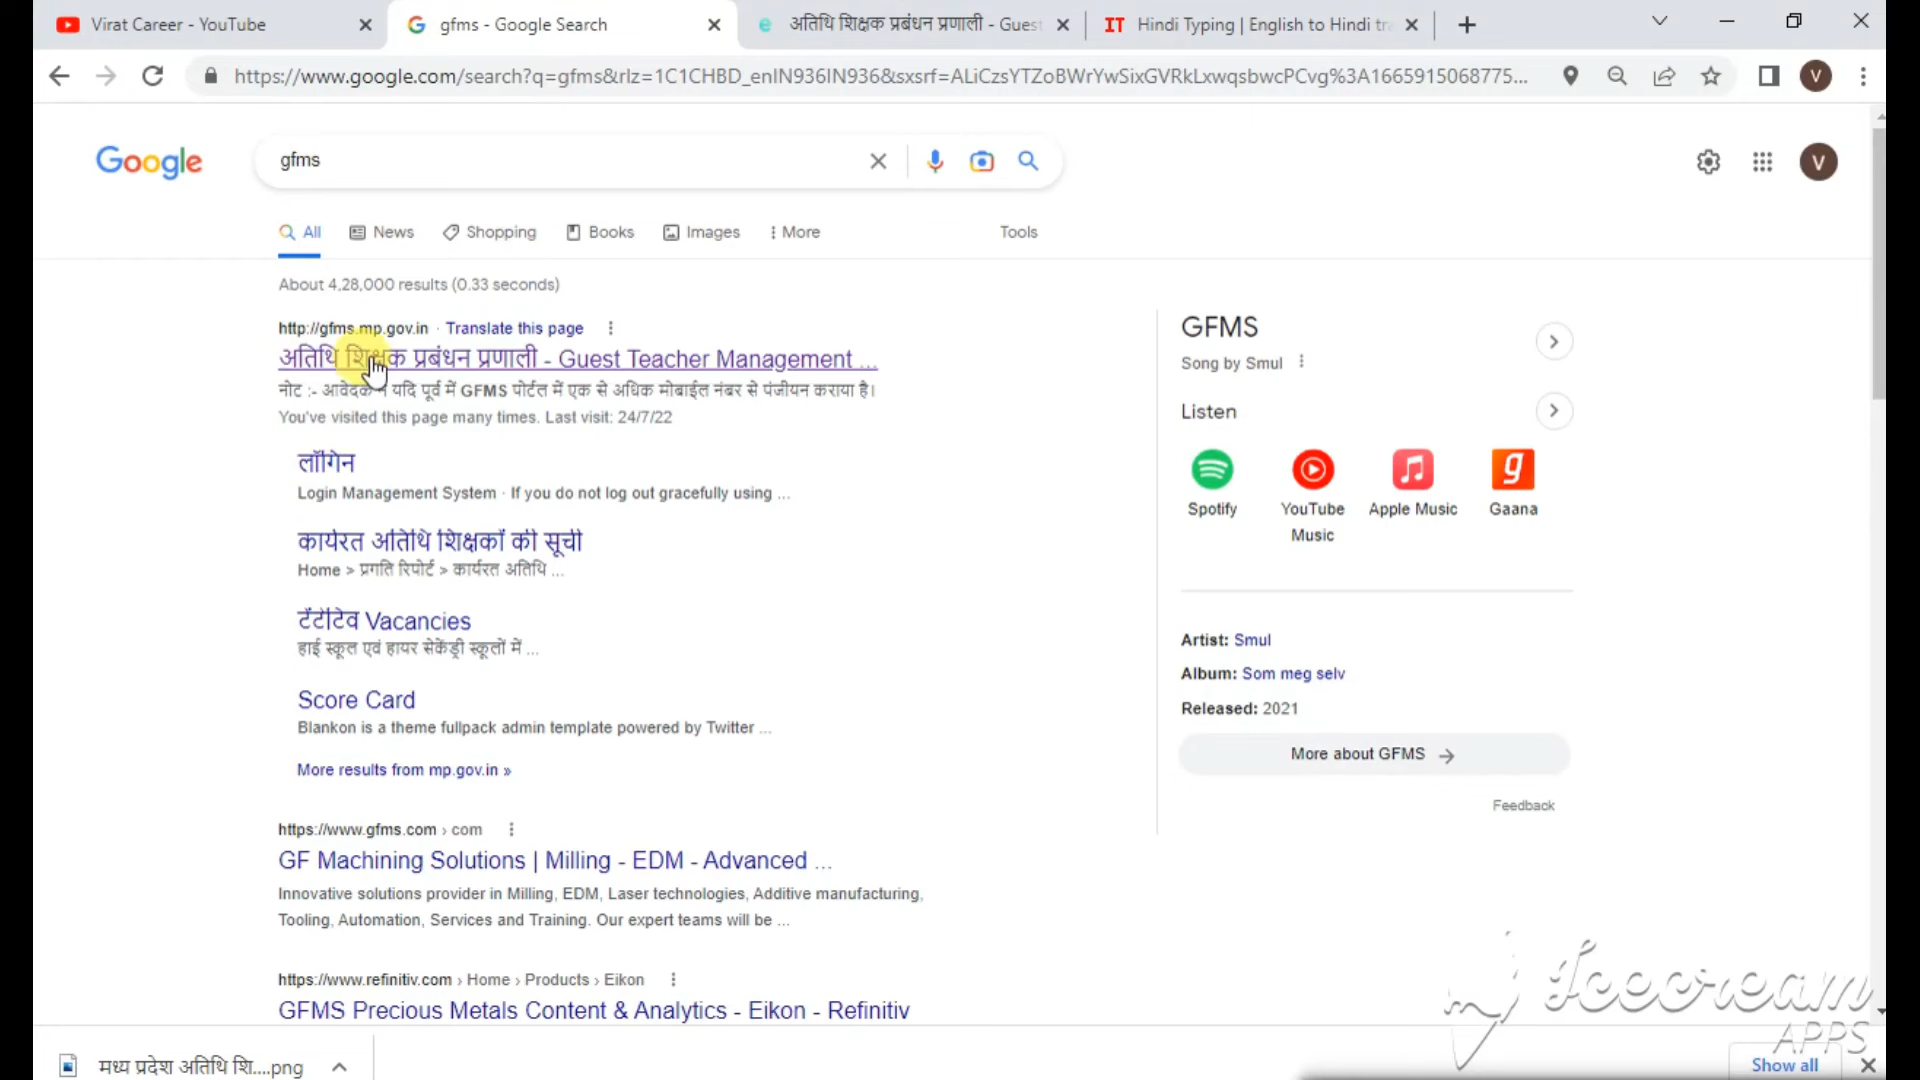 Virat Career - YouTube
gfms - Google Search
अतिथि शिक्षक प्रबंधन प्रणाली - Guest
Hindi Typing | English to Hindi tra
https://www.google.com/search?q=gfms&rlz=1C1CHBD_enIN936IN936&sxsrf=ALiCzsYTZoBWrYwSixGVRkLxwqsbwcPCvg%3A1665915068775...
V
Google
gfms
V
All
News
Shopping
Books
Images
More
Tools
About 4,28,000 results (0.33 seconds)
http://gfms.mp.gov.in · Translate this page
अतिथि शिक्षक प्रबंधन प्रणाली - Guest Teacher Management ...
नोट :- आवेदक ने यदि पूर्व में GFMS पोर्टल में एक से अधिक मोबाईल नंबर से पंजीयन कराया है।
You've visited this page many times. Last visit: 24/7/22
लॉगिन
Login Management System · If you do not log out gracefully using ...
कार्यरत अतिथि शिक्षकों की सूची
Home > प्रगति रिपोर्ट > कार्यरत अतिथि ...
टेंटेटिव Vacancies
हाई स्कूल एवं हायर सेकेंड्री स्कूलों में ...
Score Card
Blankon is a theme fullpack admin template powered by Twitter ...
More results from mp.gov.in »
https://www.gfms.com › com
GF Machining Solutions | Milling - EDM - Advanced ...
Innovative solutions provider in Milling, EDM, Laser technologies, Additive manufacturing,
Tooling, Automation, Services and Training. Our expert teams will be ...
https://www.refinitiv.com › Home › Products › Eikon
GFMS Precious Metals Content & Analytics - Eikon - Refinitiv
GFMS
Song by Smul
Listen
Spotify
YouTube Music
Apple Music
Gaana
Artist: Smul
Album: Som meg selv
Released: 2021
More about GFMS
Feedback
Icecream
APPS
मध्य प्रदेश अतिथि शि....png
Show all